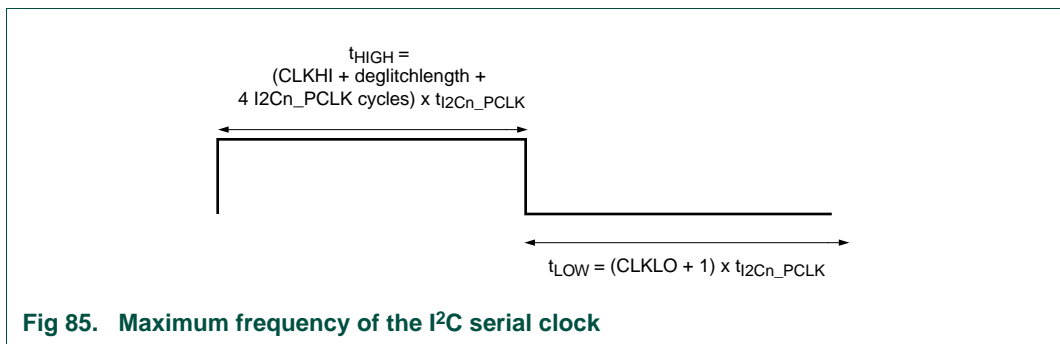 tHIGH =
(CLKHI + deglitchlength +
4 I2Cn_PCLK cycles) x tI2Cn_PCLK
tLOW = (CLKLO + 1) x tI2Cn_PCLK
Fig 85. Maximum frequency of the I²C serial clock